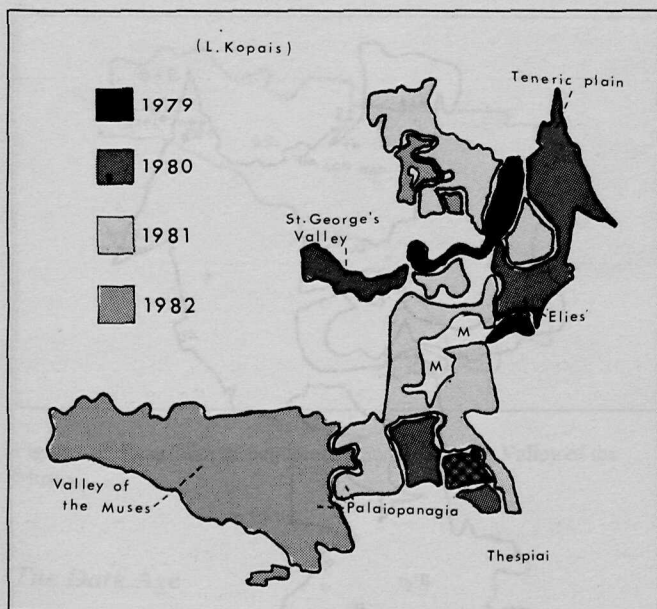 (L. Kopais)
Teneric plain
1979
1980
St. George's
Valley
1981
1982
Elies
M
M
Valley of
the Muses
Palaiopanagia
Thespiai
The Dark Age